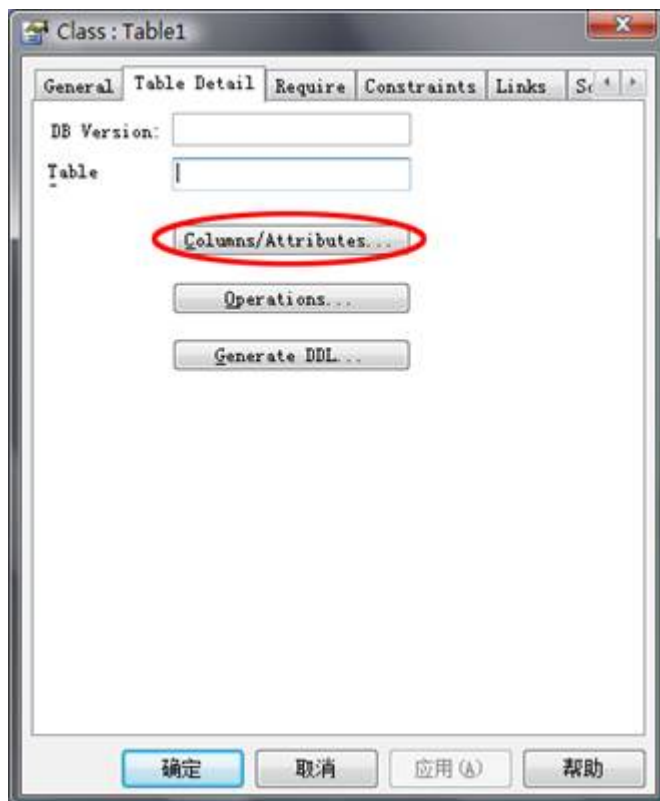 Class : Table1
General Table Detail Require Constraints Links
DB Version:
Table
Columns/Attributes...
Operations...
Generate DDL...
确定 取消 应用(A) 帮助